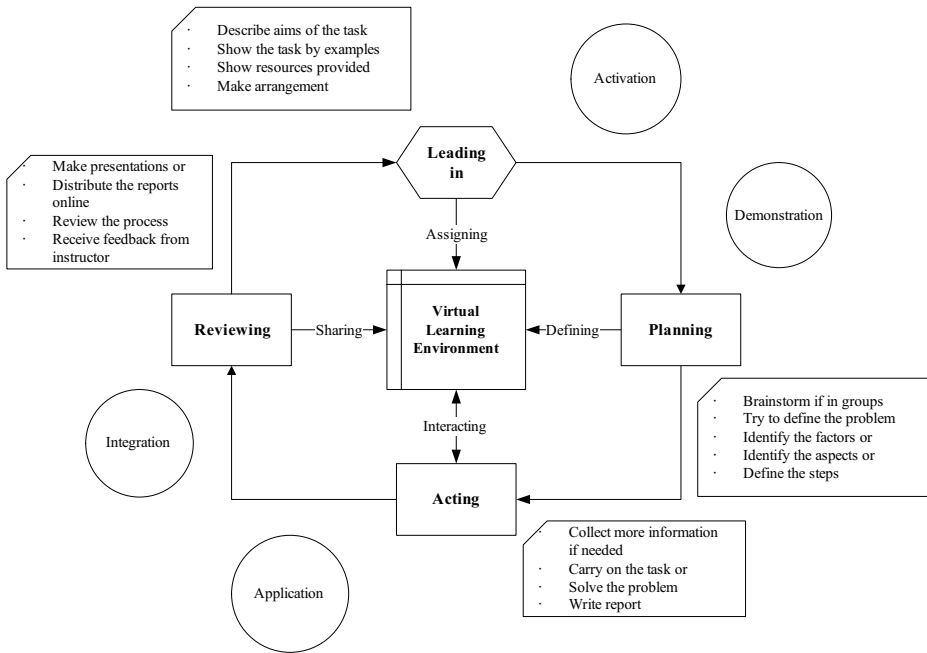 · Describe aims of the task
· Show the task by examples
· Show resources provided
· Make arrangement
Activation
· Make presentations or
· Distribute the reports
online
· Review the process
· Receive feedback from
instructor
Leading
in
Demonstration
Assigning
Reviewing
Sharing
Virtual
Learning
Environment
Defining
Planning
Integration
Interacting
· Brainstorm if in groups
· Try to define the problem
· Identify the factors or
· Identify the aspects or
· Define the steps
Acting
Application
· Collect more information
if needed
· Carry on the task or
· Solve the problem
· Write report